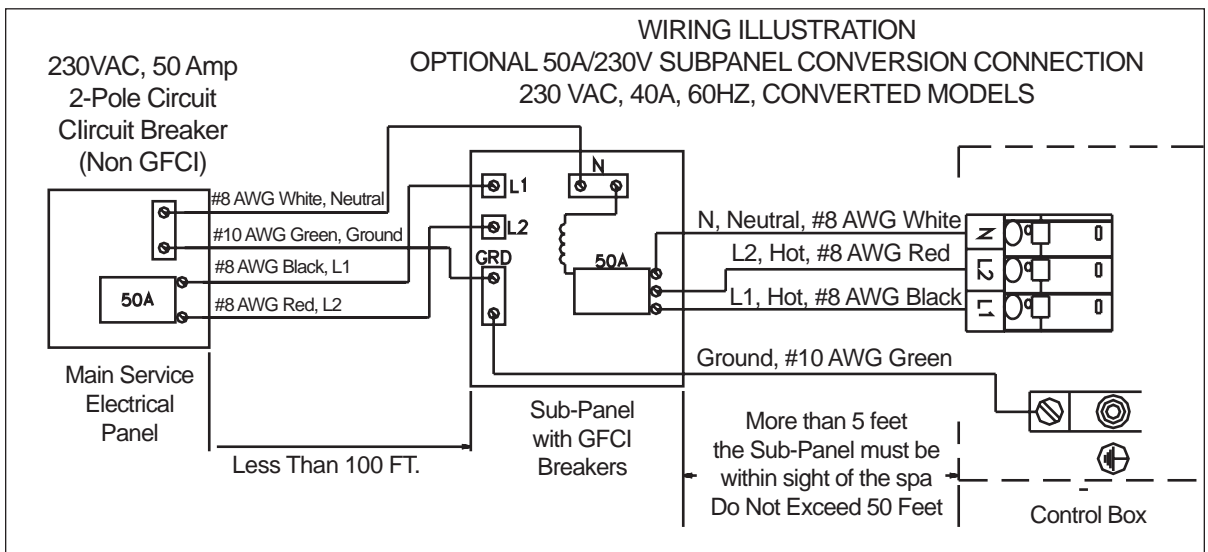 WIRING ILLUSTRATION
OPTIONAL 50A/230V SUBPANEL CONVERSION CONNECTION
230 VAC, 40A, 60HZ, CONVERTED MODELS
230VAC, 50 Amp
2-Pole Circuit
CIircuit Breaker
(Non GFCI)
#8 AWG White, Neutral
#10 AWG Green, Ground
#8 AWG Black, L1
#8 AWG Red, L2
50A
Main Service
Electrical
Panel
Less Than 100 FT.
N
L1
L2
GRD
50A
Sub-Panel
with GFCI
Breakers
N, Neutral, #8 AWG White
L2, Hot, #8 AWG Red
L1, Hot, #8 AWG Black
Ground, #10 AWG Green
More than 5 feet
the Sub-Panel must be
within sight of the spa
Do Not Exceed 50 Feet
N
L2
L1
Control Box